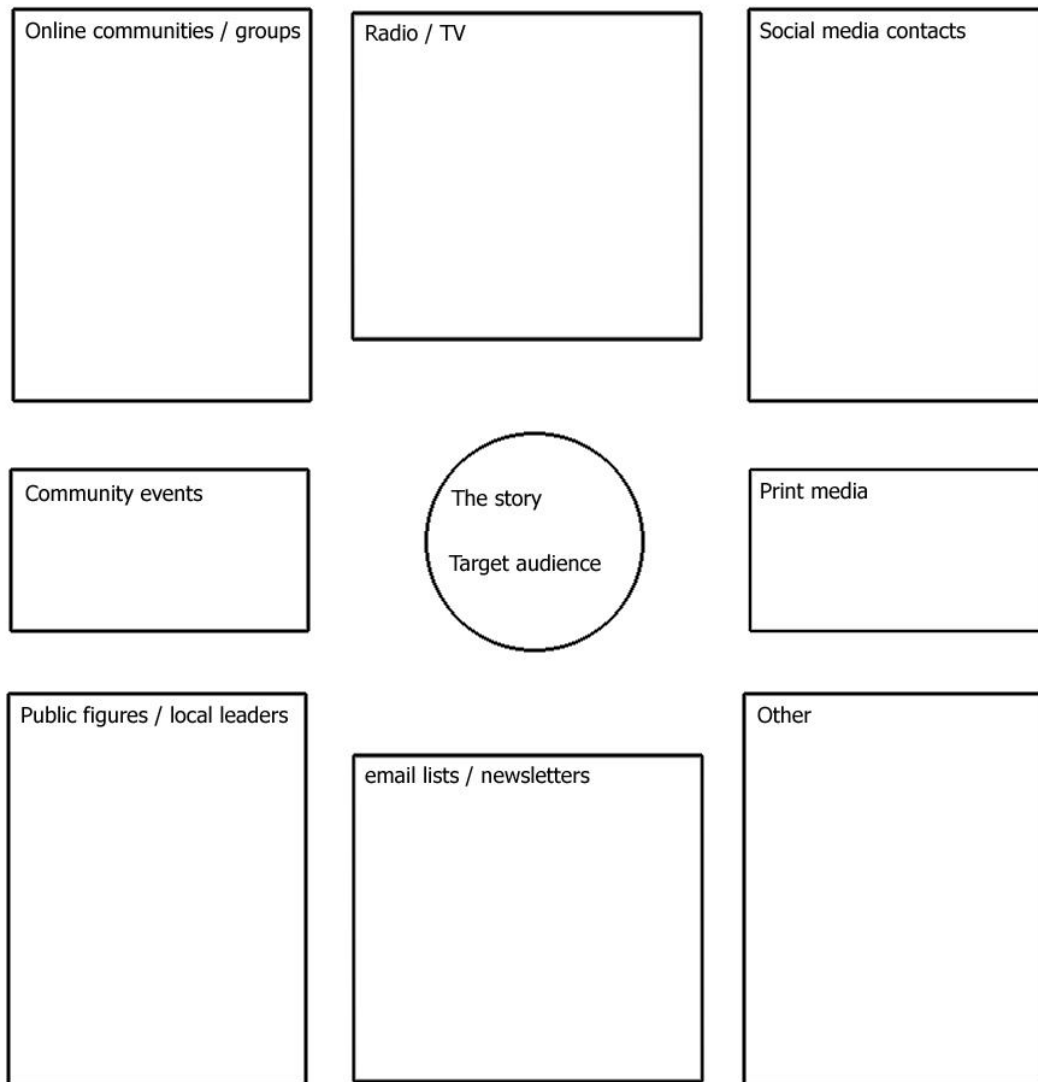 Online communities / groups
Radio / TV
Social media contacts
Community events
The story
Target audience
Print media
Public figures / local leaders
email lists / newsletters
Other